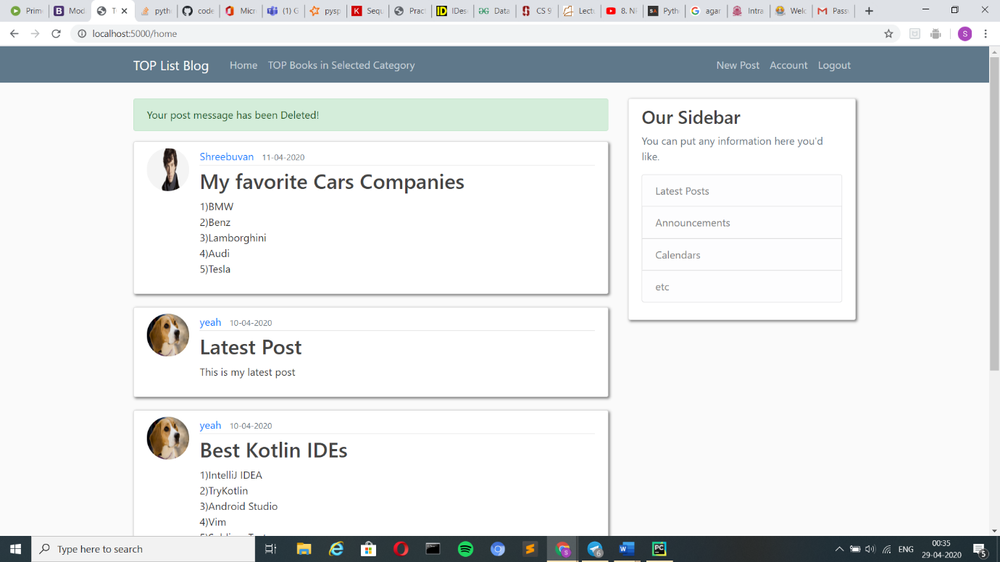 Prim
Mod
T
pyth
code
Micr
(1) G
pysp
Sequ
Prac
IDes
Data
CS 9
Lectu
8. NF
Pyth
agar
Intra
Welc
Pass
localhost:5000/home
TOP List Blog
Home
TOP Books in Selected Category
New Post
Account
Logout
Your post message has been Deleted!
Shreebuvan 11-04-2020
My favorite Cars Companies
1)BMW
2)Benz
3)Lamborghini
4)Audi
5)Tesla
yeah 10-04-2020
Latest Post
This is my latest post
yeah 10-04-2020
Best Kotlin IDEs
1)IntelliJ IDEA
2)TryKotlin
3)Android Studio
4)Vim
Our Sidebar
You can put any information here you'd
like.
Latest Posts
Announcements
Calendars
etc
Type here to search
ENG
00:35
29-04-2020